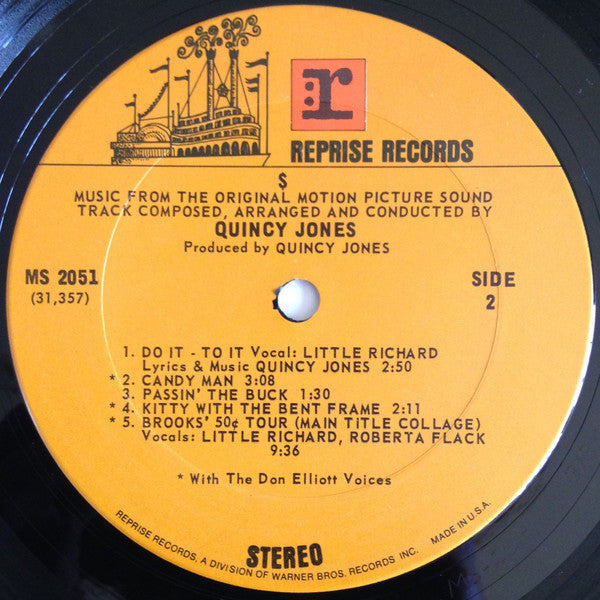 r
REPRISE RECORDS
$
MUSIC FROM THE ORIGINAL MOTION PICTURE SOUND
TRACK COMPOSED, ARRANGED AND CONDUCTED BY
QUINCY JONES
Produced by QUINCY JONES
MS 2051
(31,357)
SIDE
2
1. DO IT - TO IT Vocal: LITTLE RICHARD
Lyrics & Music QUINCY JONES 2:50
* 2. CANDY MAN 3:08
3. PASSIN' THE BUCK 1:30
* 4. KITTY WITH THE BENT FRAME 2:11
* 5. BROOKS' 50¢ TOUR (MAIN TITLE COLLAGE)
Vocals: LITTLE RICHARD, ROBERTA FLACK
9:36
* With The Don Elliott Voices
STEREO
REPRISE RECORDS, A DIVISION OF WARNER BROS. RECORDS INC. MADE IN U.S.A.